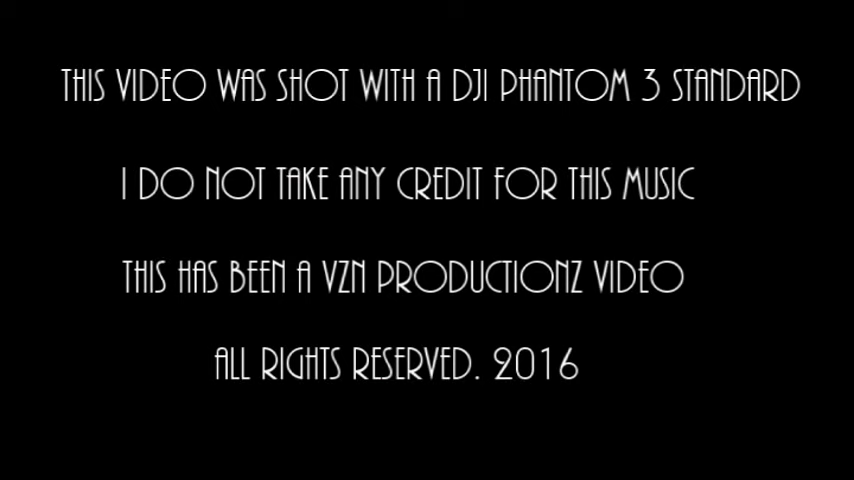 THIS VIDEO WAS SHOT WITH A DJI PHANTOM 3 STANDARD
I DO NOT TAKE ANY CREDIT FOR THIS MUSIC
THIS HAS BEEN A VZN PRODUCTIONZ VIDEO
ALL RIGHTS RESERVED. 2016